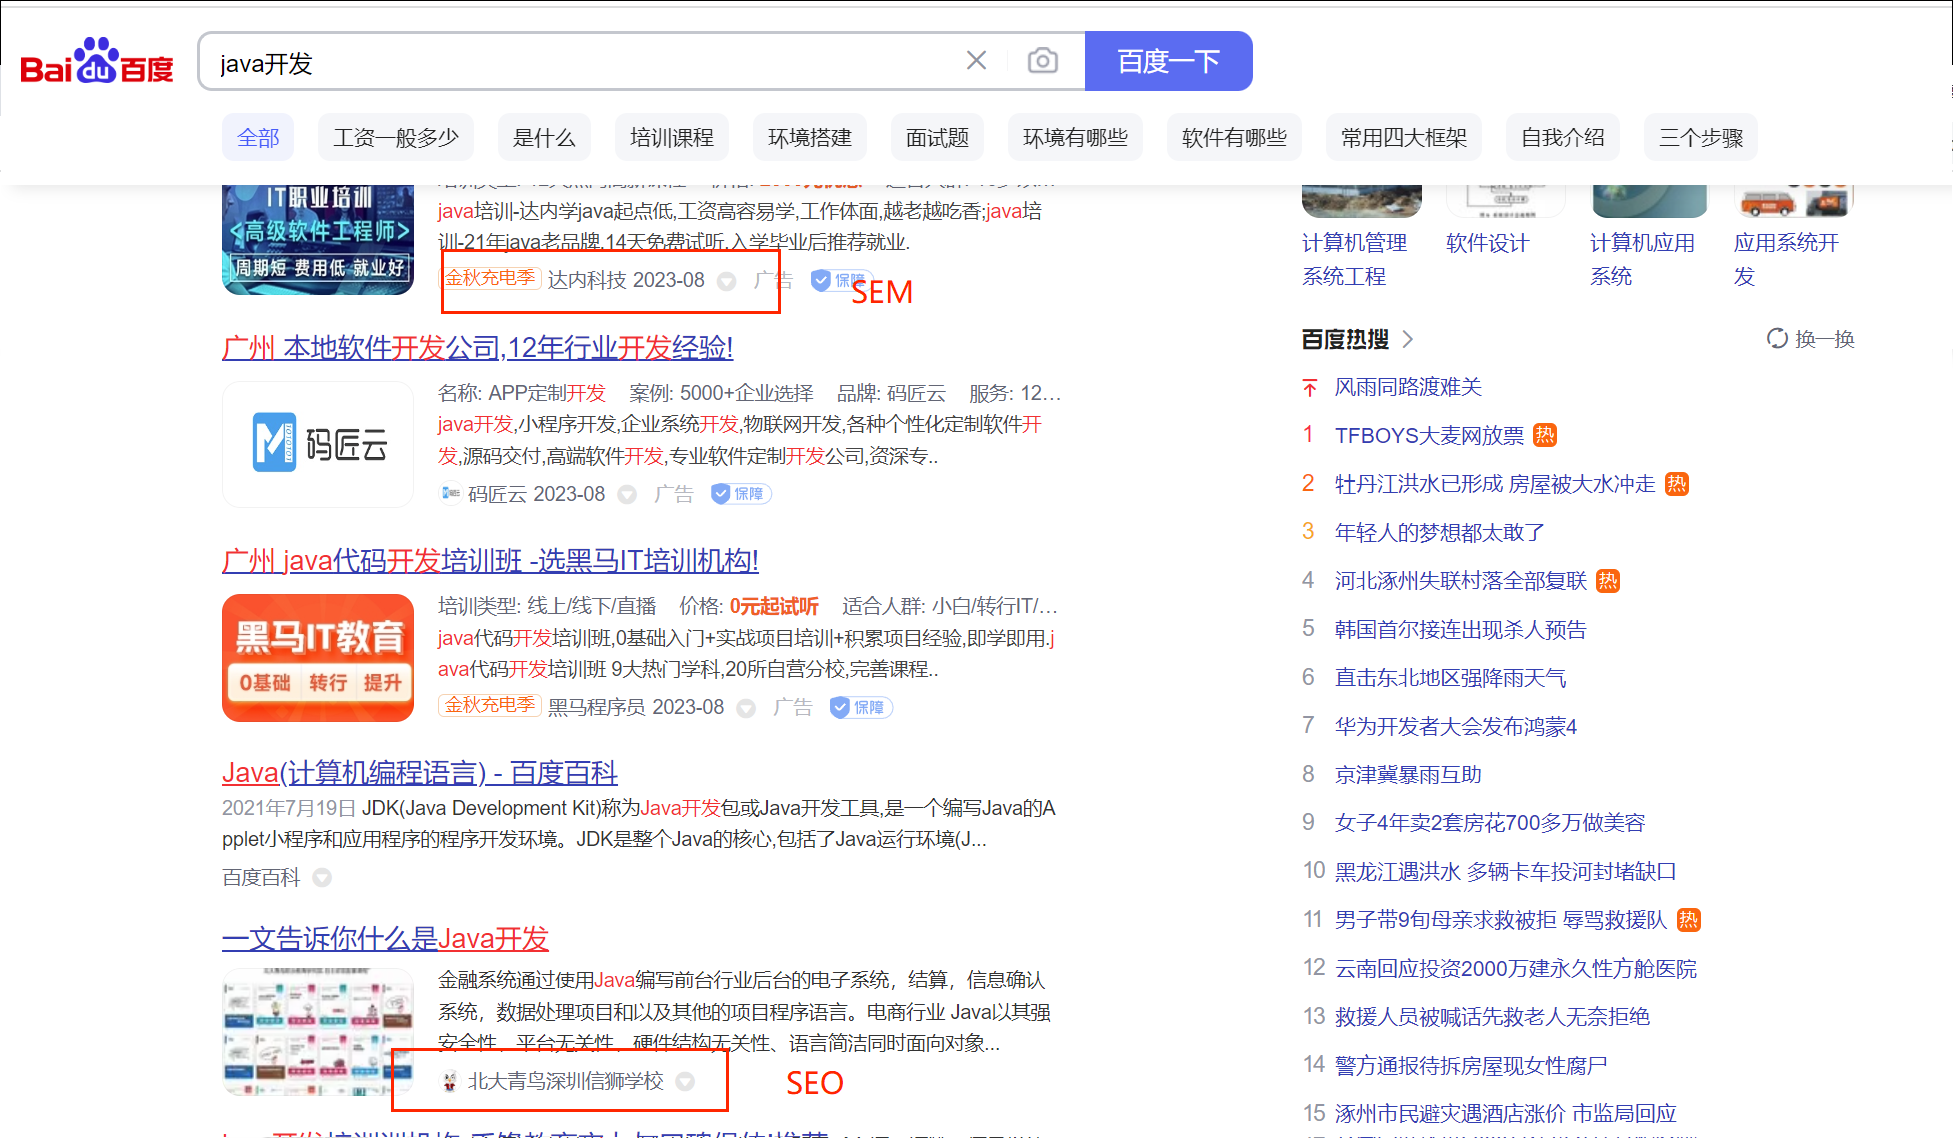 Bai du 百度
java开发
百度一下
全部
工资一般多少
是什么
培训课程
环境搭建
面试题
环境有哪些
软件有哪些
常用四大框架
自我介绍
三个步骤
IT职业培训
<高级软件工程师>
周期短 费用低 就业好
java培训-达内学java起点低,工资高容易学,工作体面,越老越吃香;java培
训-21年java老品牌,14天免费试听,入学毕业后推荐就业.
金秋充电季 达内科技 2023-08 广告 保障
SEM
广州 本地软件开发公司,12年行业开发经验!
码匠云
名称: APP定制开发 案例: 5000+企业选择 品牌: 码匠云 服务: 12...
java开发,小程序开发,企业系统开发,物联网开发,各种个性化定制软件开
发,源码交付,高端软件开发,专业软件定制开发公司,资深专..
码匠云 2023-08 广告 保障
广州 java代码开发培训班 -选黑马IT培训机构!
黑马IT教育
0基础 转行 提升
培训类型: 线上/线下/直播 价格: 0元起试听 适合人群: 小白/转行IT/...
java代码开发培训班,0基础入门+实战项目培训+积累项目经验,即学即用.j
ava代码开发培训班 9大热门学科,20所自营分校,完善课程..
金秋充电季 黑马程序员 2023-08 广告 保障
Java(计算机编程语言) - 百度百科
2021年7月19日 JDK(Java Development Kit)称为Java开发包或Java开发工具,是一个编写Java的A
pplet小程序和应用程序的程序开发环境。JDK是整个Java的核心,包括了Java运行环境(J...
百度百科
一文告诉你什么是Java开发
金融系统通过使用Java编写前台行业后台的电子系统，结算，信息确认
系统，数据处理项目和以及其他的项目程序语言。电商行业 Java以其强
安全性、平台无关性、硬件结构无关性、语言简洁同时面向对象...
北大青鸟深圳信狮学校
SEO
计算机管理
系统工程
软件设计
计算机应用
系统
应用系统开
发
百度热搜 >
换一换
风雨同路渡难关
1 TFBOYS大麦网放票 热
2 牡丹江洪水已形成 房屋被大水冲走 热
3 年轻人的梦想都太敢了
4 河北涿州失联村落全部复联 热
5 韩国首尔接连出现杀人预告
6 直击东北地区强降雨天气
7 华为开发者大会发布鸿蒙4
8 京津冀暴雨互助
9 女子4年卖2套房花700多万做美容
10 黑龙江遇洪水 多辆卡车投河封堵缺口
11 男子带9旬母亲求救被拒 辱骂救援队 热
12 云南回应投资2000万建永久性方舱医院
13 救援人员被喊话先救老人无奈拒绝
14 警方通报待拆房屋现女性腐尸
15 涿州市民避灾遇酒店涨价 市监局回应